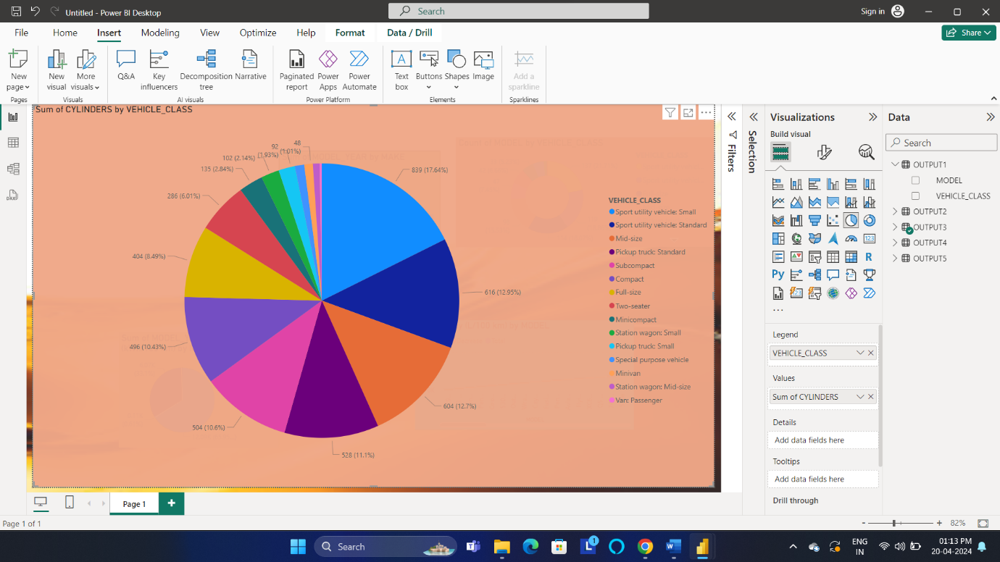 Untitled - Power BI Desktop
Search
Sign in
File
Home
Insert
Modeling
View
Optimize
Help
Format
Data / Drill
Share
New page
New visual
More visuals
Q&A
Key influencers
Decomposition tree
Narrative
Paginated report
Power Apps
Power Automate
Text box
Buttons
Shapes
Image
Add a sparkline
Pages
Visuals
AI visuals
Power Platform
Elements
Sparklines
Sum of CYLINDERS by VEHICLE_CLASS
48
92
(1.01%)
(1.93%)
102 (2.14%)
135 (2.84%)
286 (6.01%)
404 (8.49%)
496 (10.43%)
504 (10.6%)
528 (11.1%)
604 (12.7%)
616 (12.95%)
839 (17.64%)
VEHICLE_CLASS
Sport utility vehicle: Small
Sport utility vehicle: Standard
Mid-size
Pickup truck: Standard
Subcompact
Compact
Full-size
Two-seater
Minicompact
Station wagon: Small
Pickup truck: Small
Special purpose vehicle
Minivan
Station wagon: Mid-size
Van: Passenger
Filters
Selection
Visualizations
Build visual
R
Py
123
Legend
VEHICLE_CLASS
Values
Sum of CYLINDERS
Details
Add data fields here
Tooltips
Add data fields here
Drill through
Data
Search
OUTPUT1
MODEL
VEHICLE_CLASS
OUTPUT2
OUTPUT3
OUTPUT4
OUTPUT5
Page 1
Page 1 of 1
82%
Search
1
ENG
IN
01:13 PM
20-04-2024